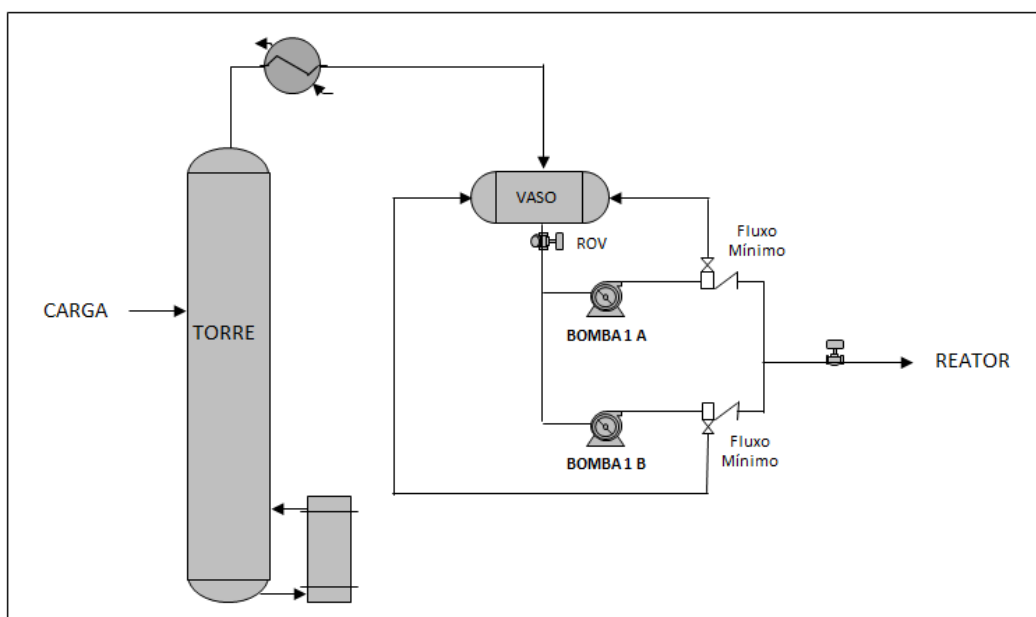 VASO
ROV
Fluxo
Mínimo
CARGA
TORRE
BOMBA 1 A
REATOR
BOMBA 1 B
Fluxo
Mínimo